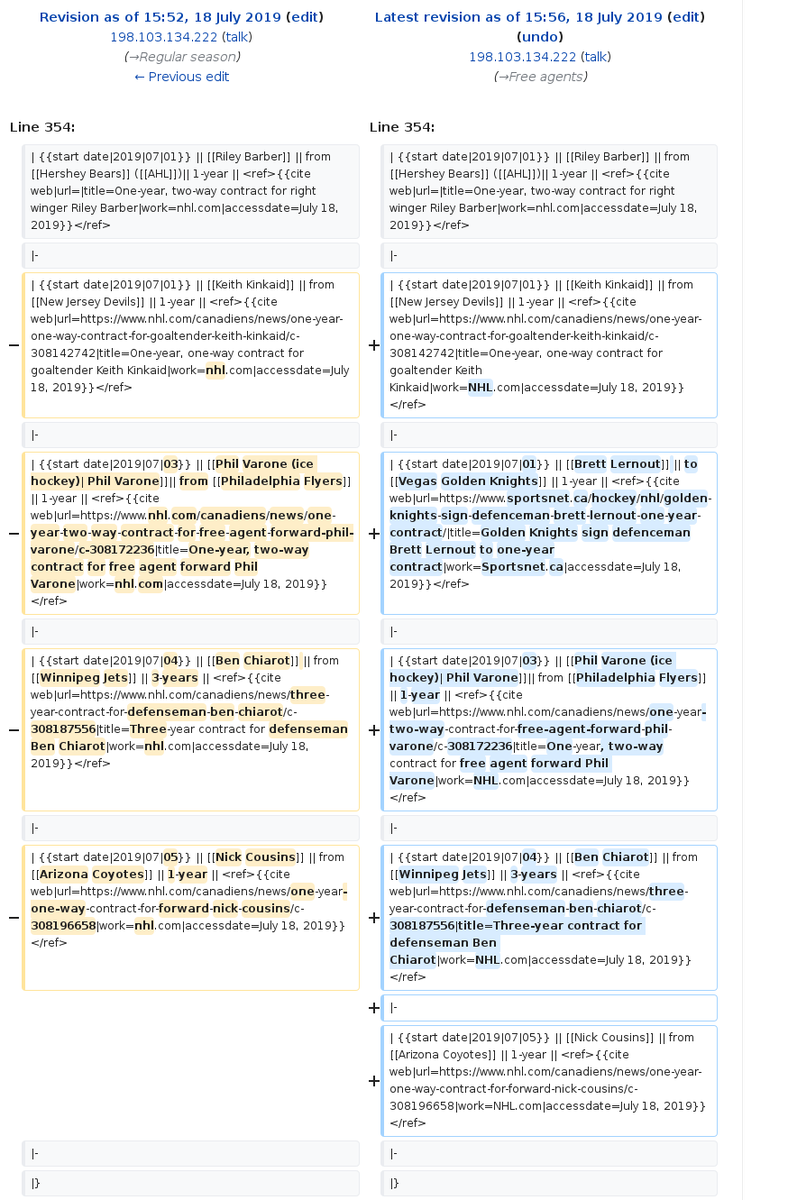 Revision as of 15:52, 18 July 2019 (edit)
198.103.134.222 (talk)
(→Regular season)
← Previous edit
Latest revision as of 15:56, 18 July 2019 (edit)
(undo)
198.103.134.222 (talk)
(→Free agents)
Line 354:
Line 354:
| {{start date|2019|07|01}} || [[Riley Barber]] || from
[[Hershey Bears]] ([[AHL]])|| 1-year || <ref>{{cite
web|url=|title=One-year, two-way contract for right
winger Riley Barber|work=nhl.com|accessdate=July 18,
2019}}</ref>
| {{start date|2019|07|01}} || [[Riley Barber]] || from
[[Hershey Bears]] ([[AHL]])|| 1-year || <ref>{{cite
web|url=|title=One-year, two-way contract for right
winger Riley Barber|work=nhl.com|accessdate=July 18,
2019}}</ref>
|-
|-
−
| {{start date|2019|07|01}} || [[Keith Kinkaid]] || from
[[New Jersey Devils]] || 1-year || <ref>{{cite
web|url=https://www.nhl.com/canadiens/news/one-year-
one-way-contract-for-goaltender-keith-kinkaid/c-
308142742|title=One-year, one-way contract for
goaltender Keith Kinkaid|work=nhl.com|accessdate=July
18, 2019}}</ref>
+
| {{start date|2019|07|01}} || [[Keith Kinkaid]] || from
[[New Jersey Devils]] || 1-year || <ref>{{cite
web|url=https://www.nhl.com/canadiens/news/one-year-
one-way-contract-for-goaltender-keith-kinkaid/c-
308142742|title=One-year, one-way contract for
goaltender Keith
Kinkaid|work=NHL.com|accessdate=July 18, 2019}}
</ref>
|-
|-
−
| {{start date|2019|07|03}} || [[Phil Varone (ice
hockey)| Phil Varone]]|| from [[Philadelphia Flyers]]
|| 1-year || <ref>{{cite
web|url=https://www.nhl.com/canadiens/news/one-
year-two-way-contract-for-free-agent-forward-phil-
varone/c-308172236|title=One-year, two-way
contract for free agent forward Phil
Varone|work=nhl.com|accessdate=July 18, 2019}}
</ref>
+
| {{start date|2019|07|01}} || [[Brett Lernout]] || to
[[Vegas Golden Knights]] || 1-year || <ref>{{cite
web|url=https://www.sportsnet.ca/hockey/nhl/golden-
knights-sign-defenceman-brett-lernout-one-year-
contract/|title=Golden Knights sign defenceman
Brett Lernout to one-year
contract|work=Sportsnet.ca|accessdate=July 18,
2019}}</ref>
|-
|-
−
| {{start date|2019|07|04}} || [[Ben Chiarot]] || from
[[Winnipeg Jets]] || 3-years || <ref>{{cite
web|url=https://www.nhl.com/canadiens/news/three-
year-contract-for-defenseman-ben-chiarot/c-
308187556|title=Three-year contract for defenseman
Ben Chiarot|work=nhl.com|accessdate=July 18,
2019}}</ref>
+
| {{start date|2019|07|03}} || [[Phil Varone (ice
hockey)| Phil Varone]]|| from [[Philadelphia Flyers]]
|| 1-year || <ref>{{cite
web|url=https://www.nhl.com/canadiens/news/one-year-
two-way-contract-for-free-agent-forward-phil-
varone/c-308172236|title=One-year, two-way
contract for free agent forward Phil
Varone|work=NHL.com|accessdate=July 18, 2019}}
</ref>
|-
|-
−
| {{start date|2019|07|05}} || [[Nick Cousins]] || from
[[Arizona Coyotes]] || 1-year || <ref>{{cite
web|url=https://www.nhl.com/canadiens/news/one-year-
one-way-contract-for-forward-nick-cousins/c-
308196658|work=nhl.com|accessdate=July 18, 2019}}
</ref>
+
| {{start date|2019|07|04}} || [[Ben Chiarot]] || from
[[Winnipeg Jets]] || 3-years || <ref>{{cite
web|url=https://www.nhl.com/canadiens/news/three-
year-contract-for-defenseman-ben-chiarot/c-
308187556|title=Three-year contract for
defenseman Ben
Chiarot|work=NHL.com|accessdate=July 18, 2019}}
</ref>
+
|-
+
| {{start date|2019|07|05}} || [[Nick Cousins]] || from
[[Arizona Coyotes]] || 1-year || <ref>{{cite
web|url=https://www.nhl.com/canadiens/news/one-year-
one-way-contract-for-forward-nick-cousins/c-
308196658|work=NHL.com|accessdate=July 18, 2019}}
</ref>
|-
|-
|}
|}